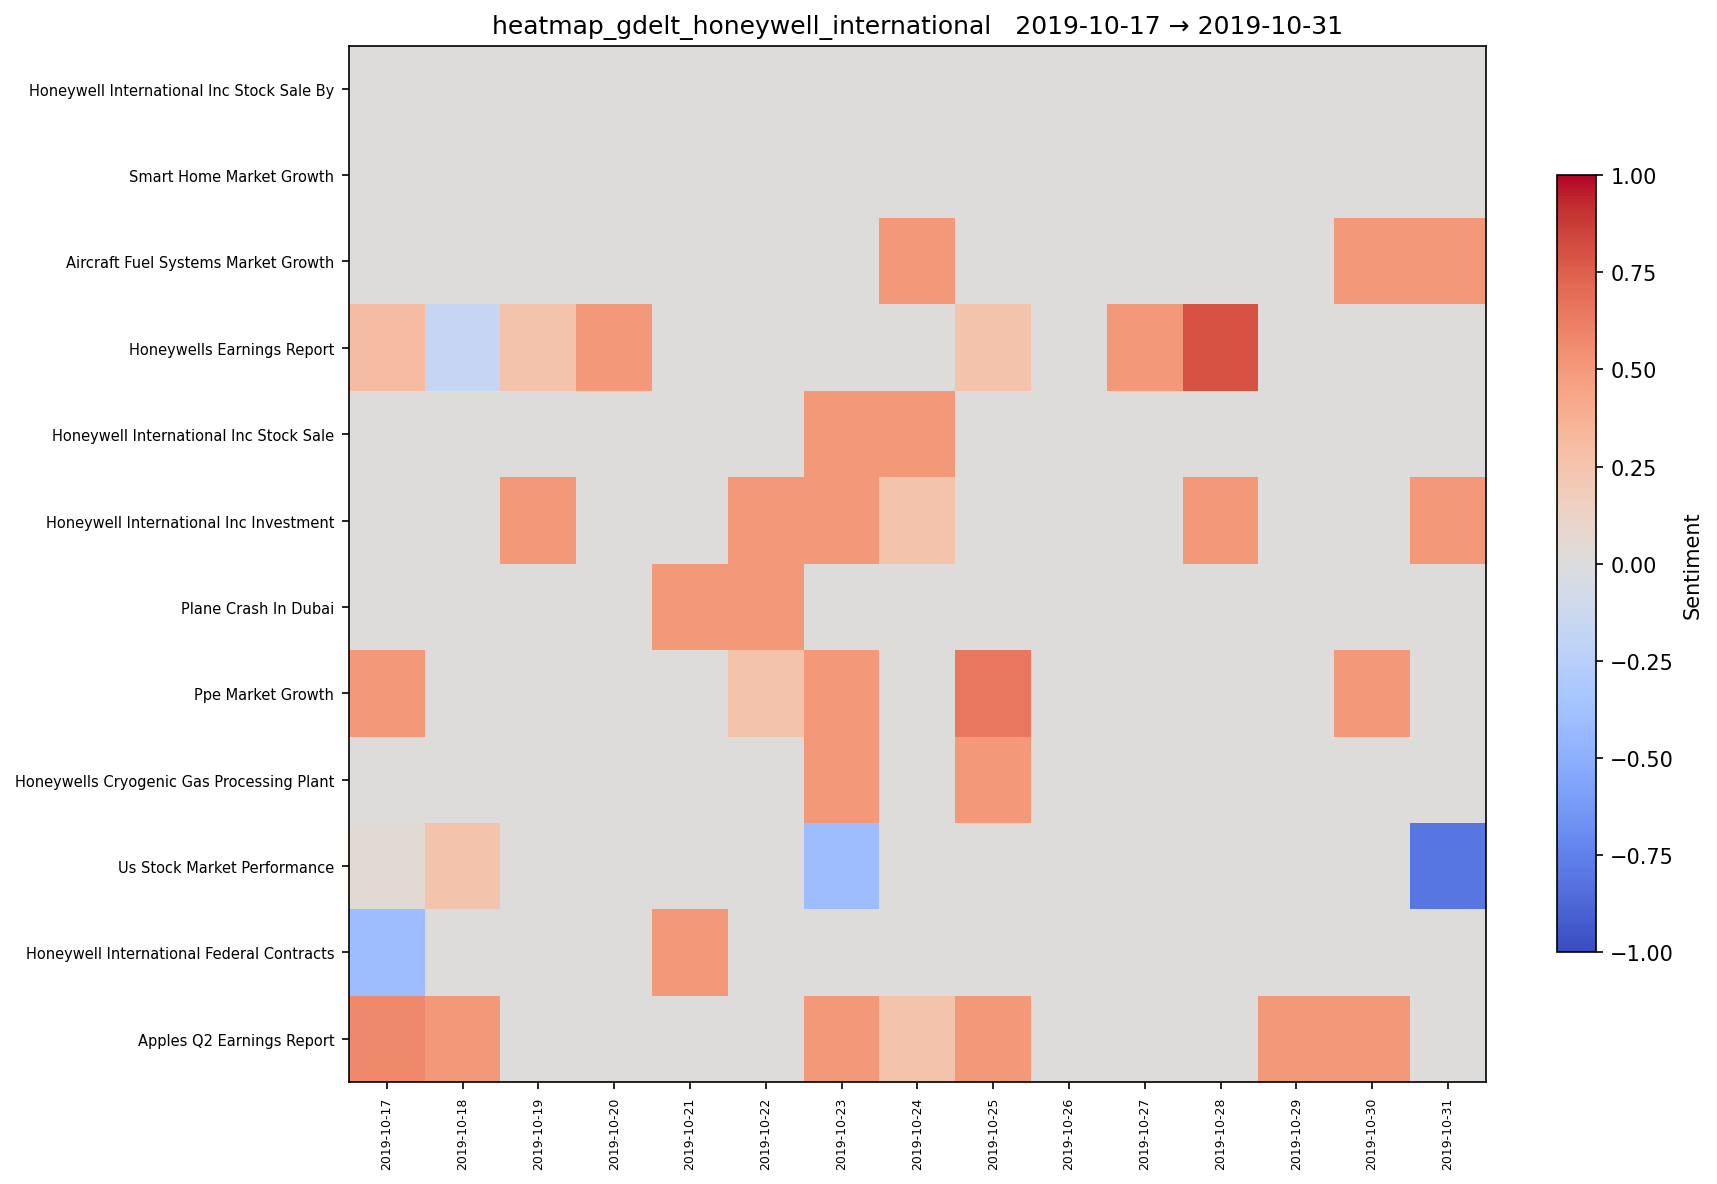 heatmap_gdelt_honeywell_international   2019-10-17 → 2019-10-31
Honeywell International Inc Stock Sale By
Smart Home Market Growth
Aircraft Fuel Systems Market Growth
Honeywells Earnings Report
Honeywell International Inc Stock Sale
Honeywell International Inc Investment
Plane Crash In Dubai
Ppe Market Growth
Honeywells Cryogenic Gas Processing Plant
Us Stock Market Performance
Honeywell International Federal Contracts
Apples Q2 Earnings Report
2019-10-17
2019-10-18
2019-10-19
2019-10-20
2019-10-21
2019-10-22
2019-10-23
2019-10-24
2019-10-25
2019-10-26
2019-10-27
2019-10-28
2019-10-29
2019-10-30
2019-10-31
1.00
0.75
0.50
0.25
0.00
−0.25
−0.50
−0.75
−1.00
Sentiment